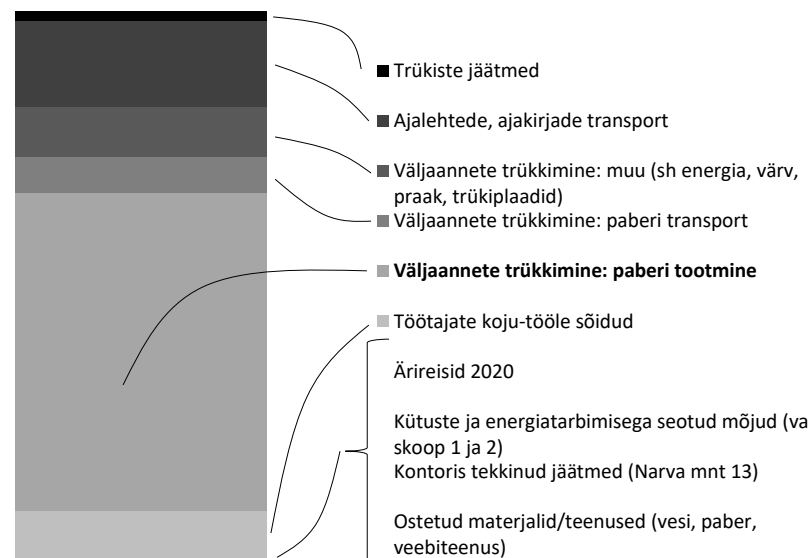 Trükiste jäätmed
Ajalehtede, ajakirjade transport
Väljaannete trükkimine: muu (sh energia, värv,
praak, trükiplaadid)
Väljaannete trükkimine: paberi transport
Väljaannete trükkimine: paberi tootmine
Töötajate koju-tööle sõidud
Ärireisid 2020
Kütuste ja energiatarbimisega seotud mõjud (va
skoop 1 ja 2)
Kontoris tekkinud jäätmed (Narva mnt 13)
Ostetud materjalid/teenused (vesi, paber,
veebiteenus)